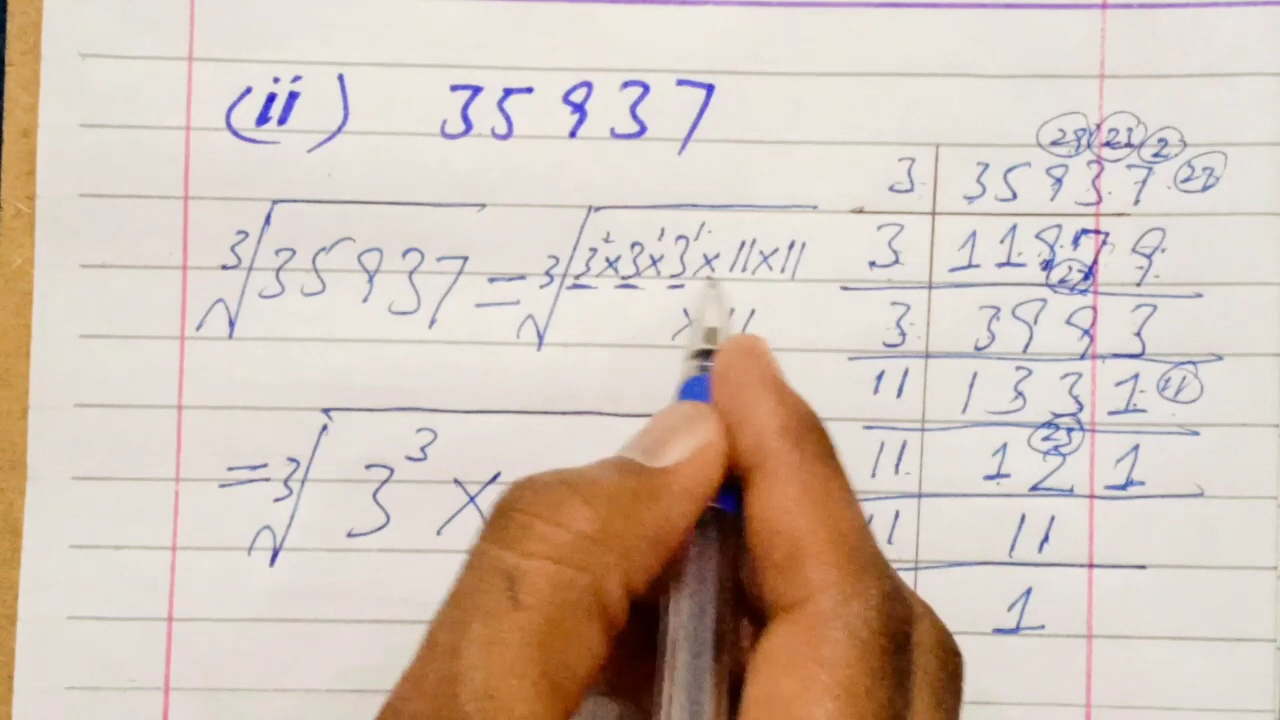 (ii) 35937
3 | 35937
∛35937 = ∛3×3×3×11×11
×11
3 | 11979
3 | 3993
11 | 1331
11 | 121
11 | 11
1
= ∛3³ ×